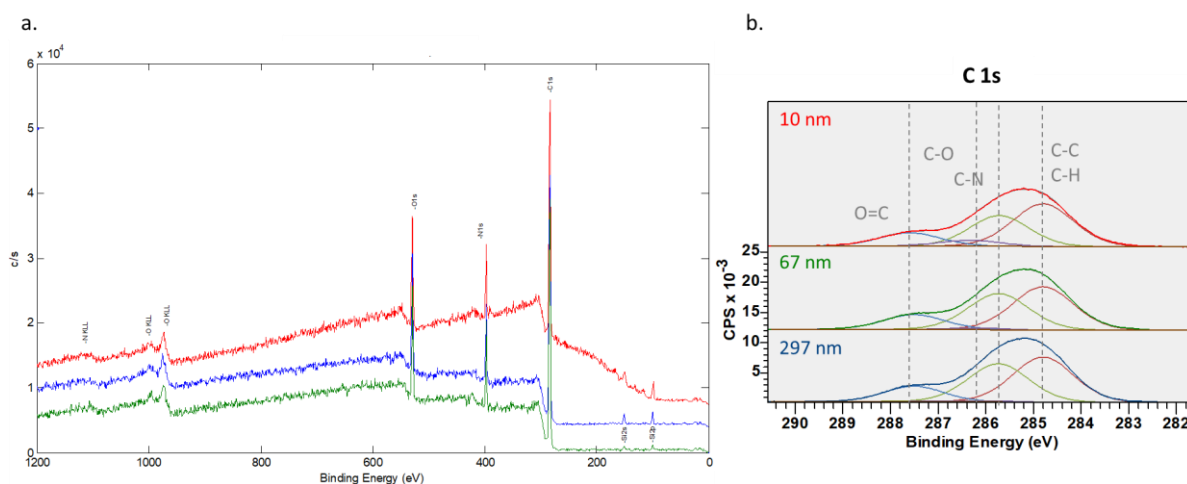 a.
x 10⁴
6
5
4
3
2
1
0
c/s
1200
1000
800
600
400
200
0
Binding Energy (eV)
-N KLL
-O KLL
-O KLL
-O1s
-N1s
-C1s
-Si2s
-Si2p
b.
C 1s
10 nm
C-O
C-N
C-C
C-H
O=C
67 nm
297 nm
25
20
15
10
5
CPS x 10⁻³
290 289 288 287 286 285 284 283 282
Binding Energy (eV)